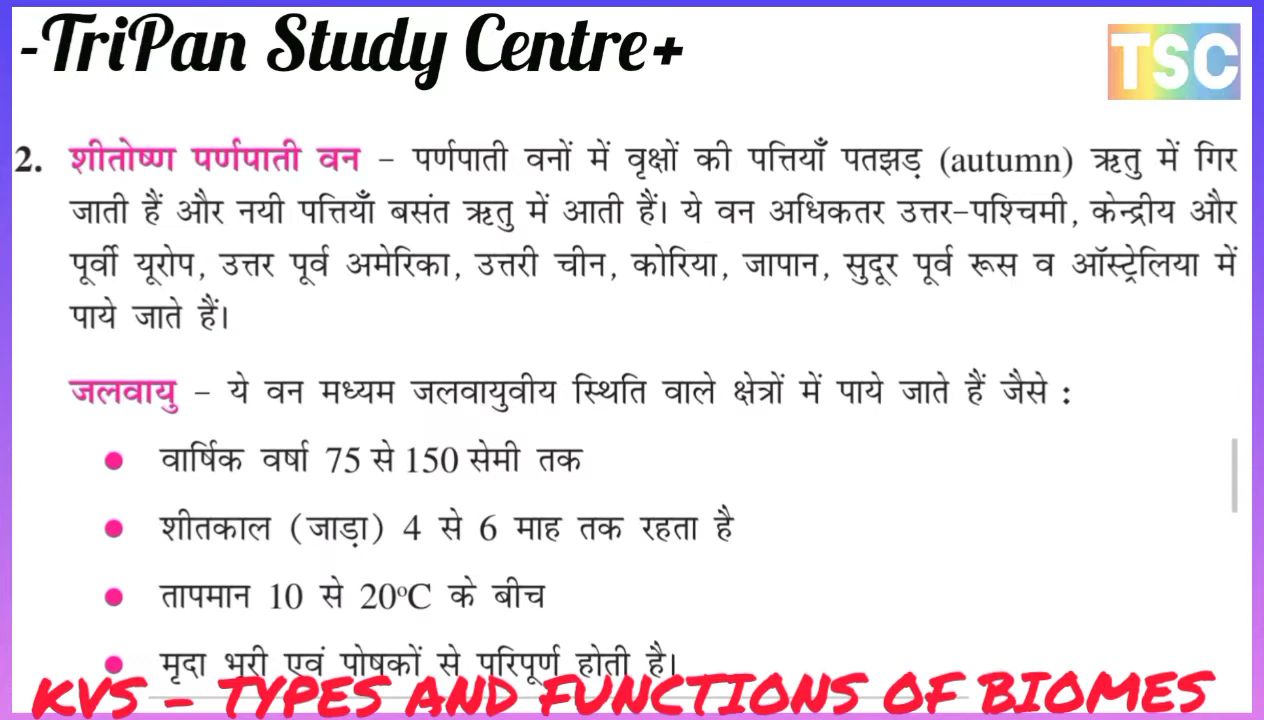 -TriPan Study Centre+
TSC
2. शीतोष्ण पर्णपाती वन – पर्णपाती वनों में वृक्षों की पत्तियाँ पतझड़ (autumn) ऋतु में गिर
जाती हैं और नयी पत्तियाँ बसंत ऋतु में आती हैं। ये वन अधिकतर उत्तर-पश्चिमी, केन्द्रीय और
पूर्वी यूरोप, उत्तर पूर्व अमेरिका, उत्तरी चीन, कोरिया, जापान, सुदूर पूर्व रूस व ऑस्ट्रेलिया में
पाये जाते हैं।
जलवायु – ये वन मध्यम जलवायुवीय स्थिति वाले क्षेत्रों में पाये जाते हैं जैसे :
● वार्षिक वर्षा 75 से 150 सेमी तक
● शीतकाल (जाड़ा) 4 से 6 माह तक रहता है
● तापमान 10 से 20°C के बीच
● मृदा भूरी एवं पोषकों से परिपूर्ण होती है।
KVS - TYPES AND FUNCTIONS OF BIOMES